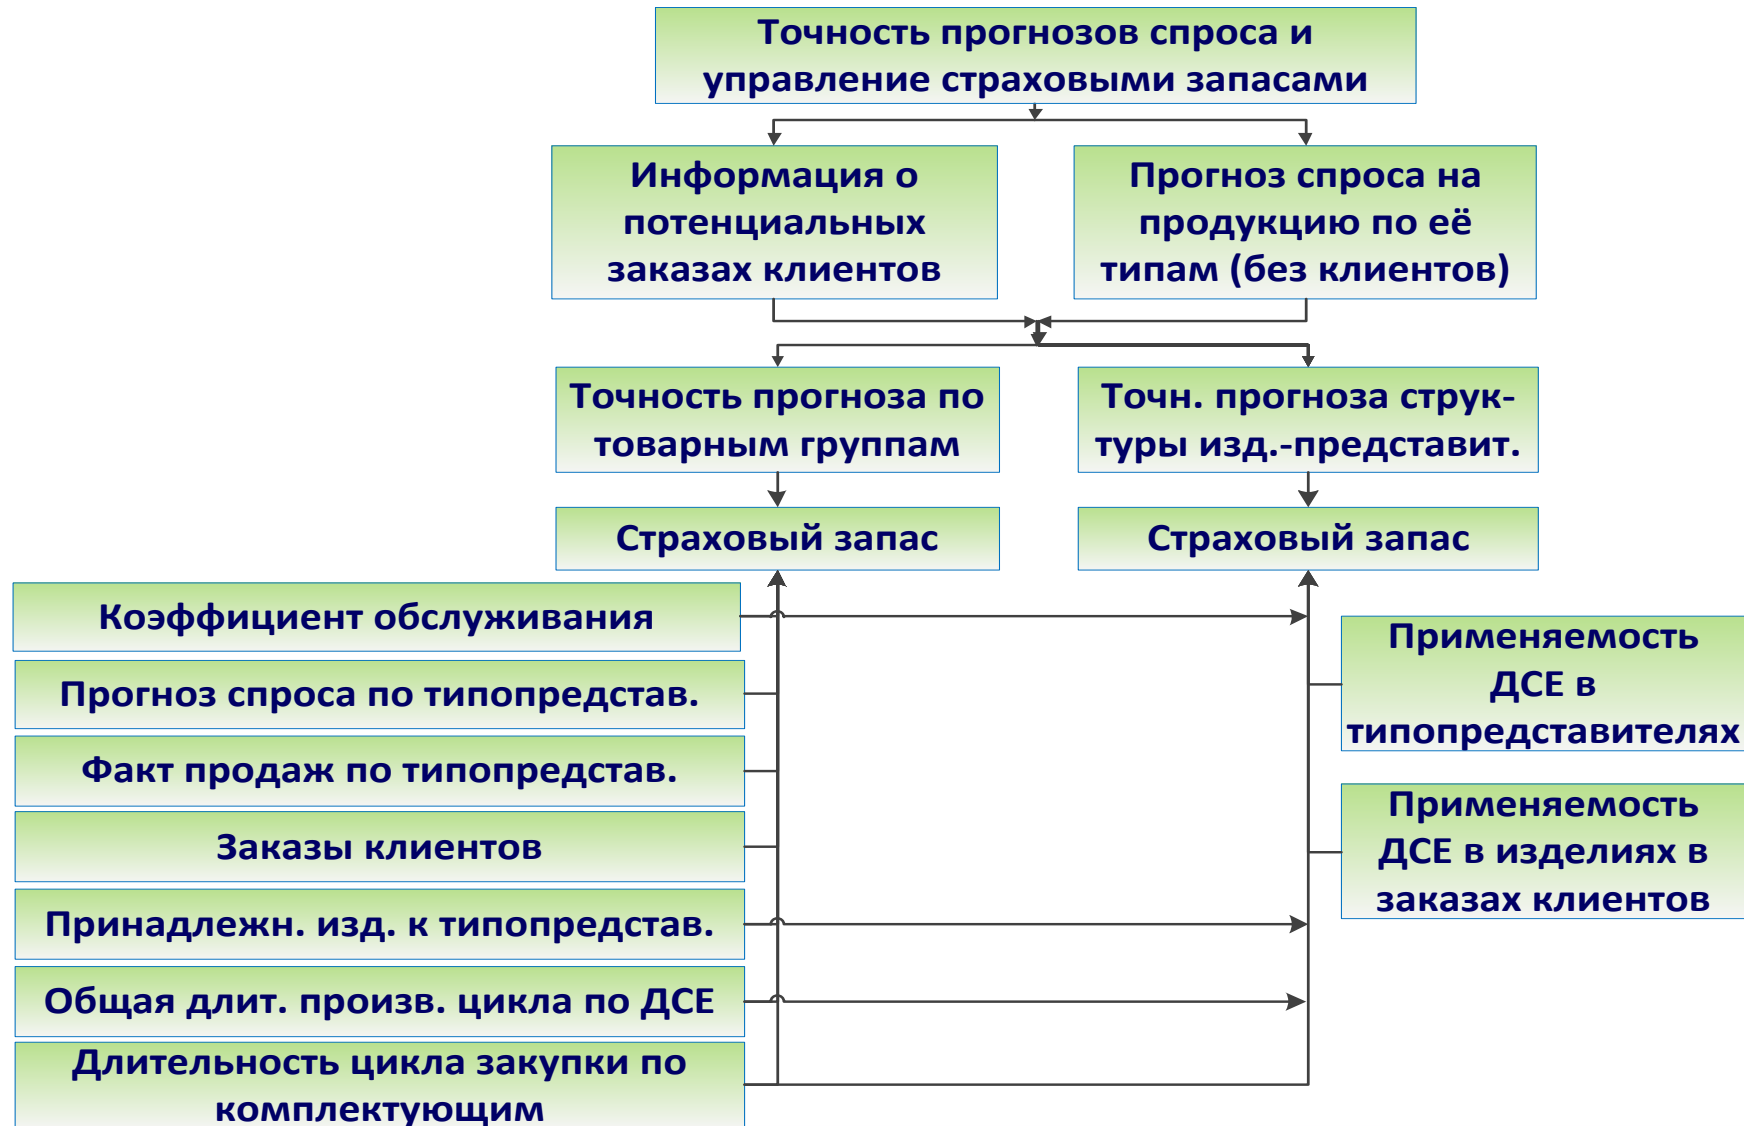 Точность прогнозов спроса и
управление страховыми запасами
Информация о
потенциальных
заказах клиентов
Прогноз спроса на
продукцию по её
типам (без клиентов)
Точность прогноза по
товарным группам
Точн. прогноза струк-
туры изд.-представит.
Страховый запас
Страховый запас
Коэффициент обслуживания
Прогноз спроса по типопредстав.
Факт продаж по типопредстав.
Заказы клиентов
Принадлежн. изд. к типопредстав.
Общая длит. произв. цикла по ДСЕ
Длительность цикла закупки по
комплектующим
Применяемость
ДСЕ в
типопредставителях
Применяемость
ДСЕ в изделиях в
заказах клиентов